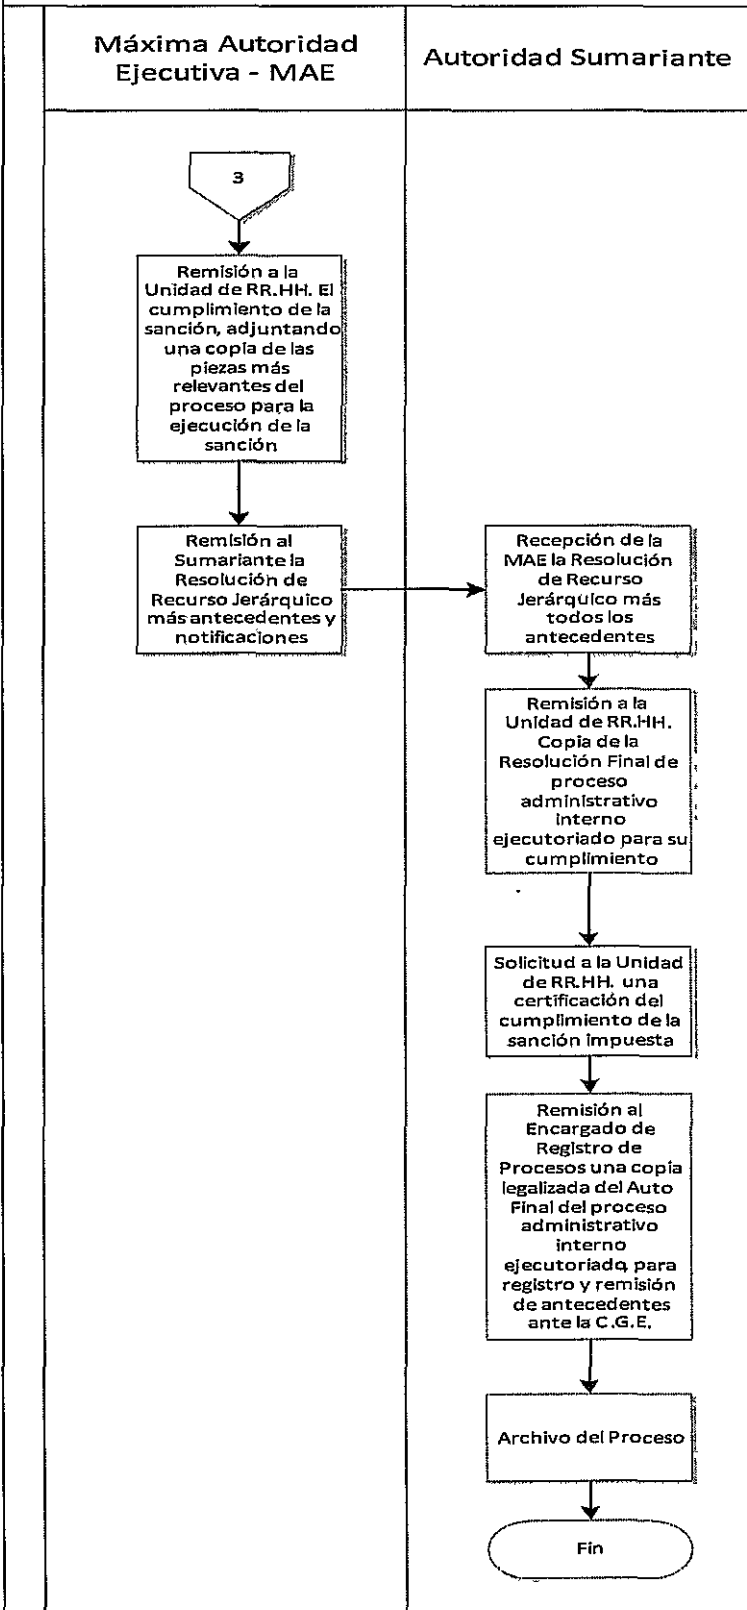 Máxima Autoridad
Ejecutiva - MAE
Autoridad Sumariante
3
Remisión a la
Unidad de RR.HH. El
cumplimiento de la
sanción, adjuntando
una copia de las
piezas más
relevantes del
proceso para la
ejecución de la
sanción
Remisión al
Sumariante la
Resolución de
Recurso Jerárquico
más antecedentes y
notificaciones
Recepción de la
MAE la Resolución
de Recurso
Jerárquico más
todos los
antecedentes
Remisión a la
Unidad de RR.HH.
Copia de la
Resolución Final de
proceso
administrativo
interno
ejecutoriado para su
cumplimiento
Solicitud a la Unidad
de RR.HH. una
certificación del
cumplimiento de la
sanción impuesta
Remisión al
Encargado de
Registro de
Procesos una copia
legalizada del Auto
Final del proceso
administrativo
interno
ejecutoriado, para
registro y remisión
de antecedentes
ante la C.G.E.
Archivo del Proceso
Fin